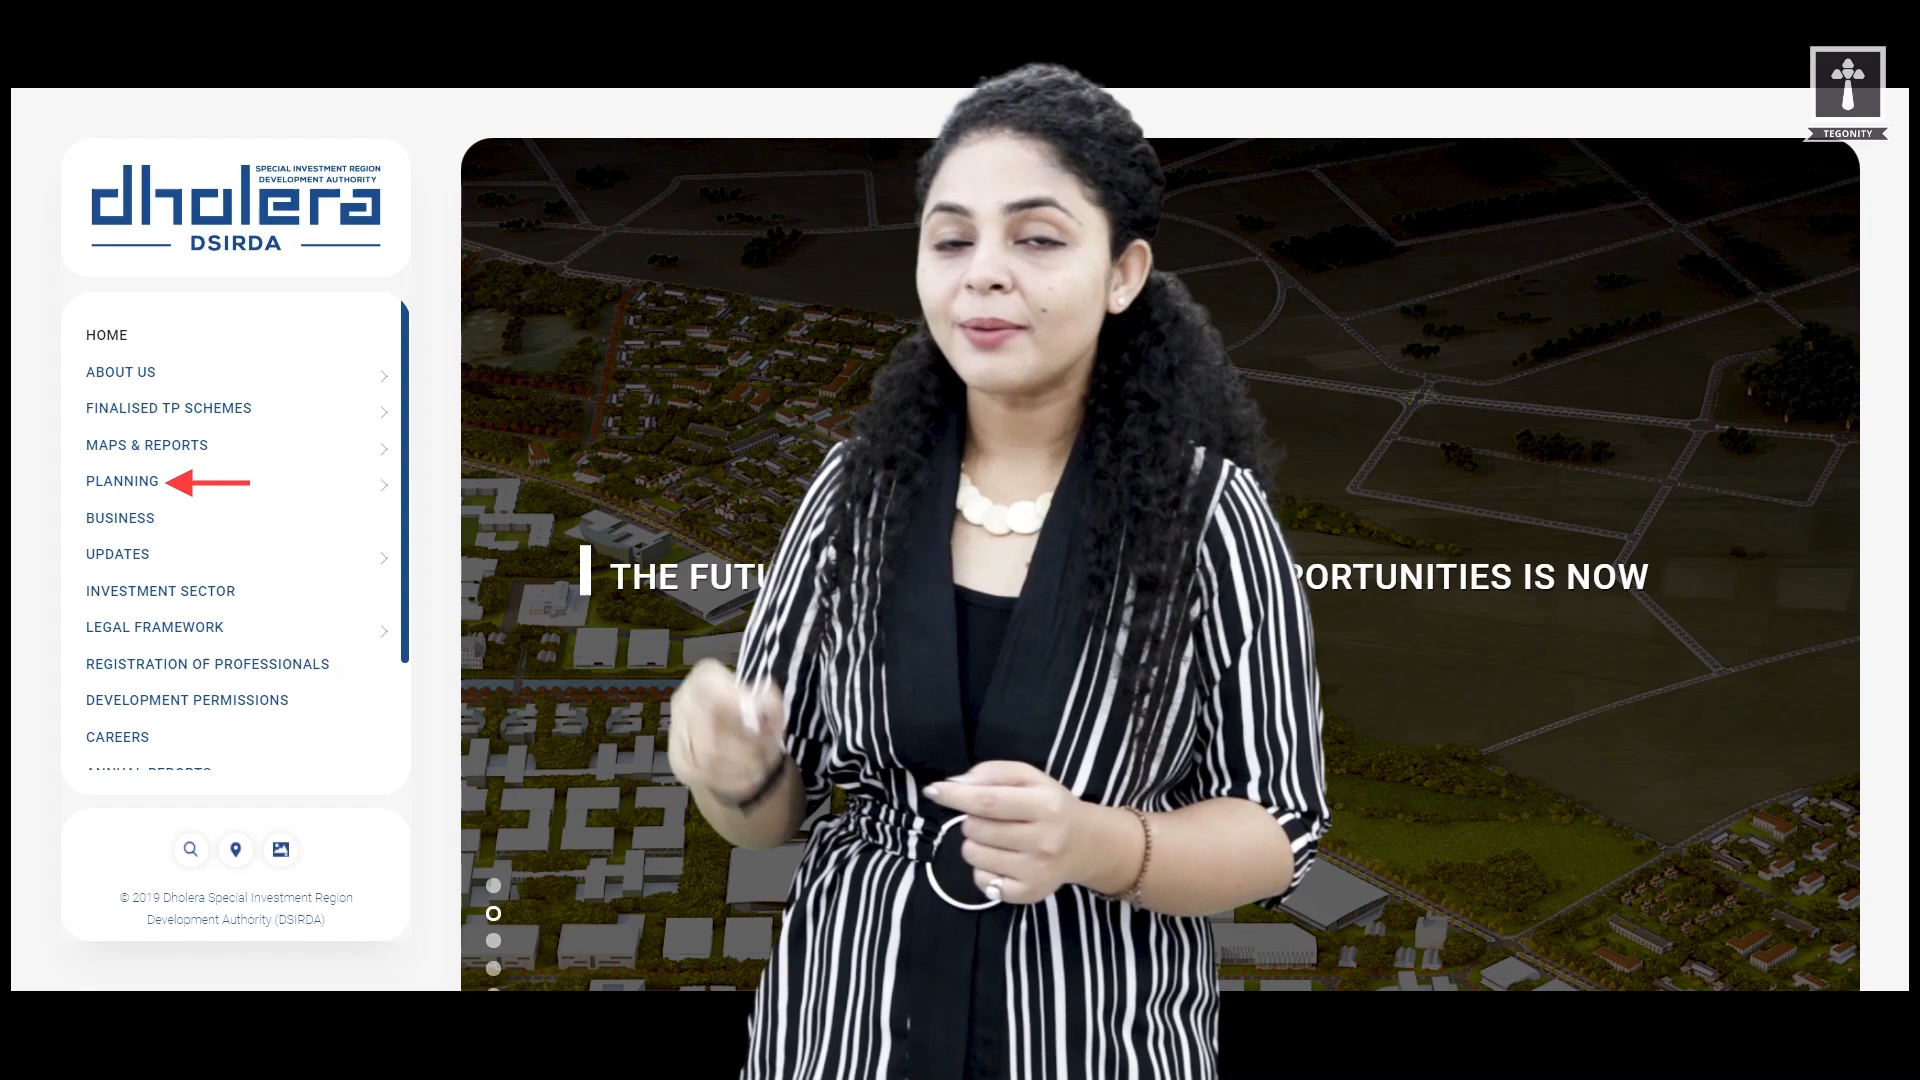 TEGONITY
SPECIAL INVESTMENT REGION
DEVELOPMENT AUTHORITY
dholera
DSIRDA
HOME
ABOUT US
FINALISED TP SCHEMES
MAPS & REPORTS
PLANNING
BUSINESS
UPDATES
INVESTMENT SECTOR
LEGAL FRAMEWORK
REGISTRATION OF PROFESSIONALS
DEVELOPMENT PERMISSIONS
CAREERS
© 2019 Dholera Special Investment Region
Development Authority (DSIRDA)
THE IS NOW